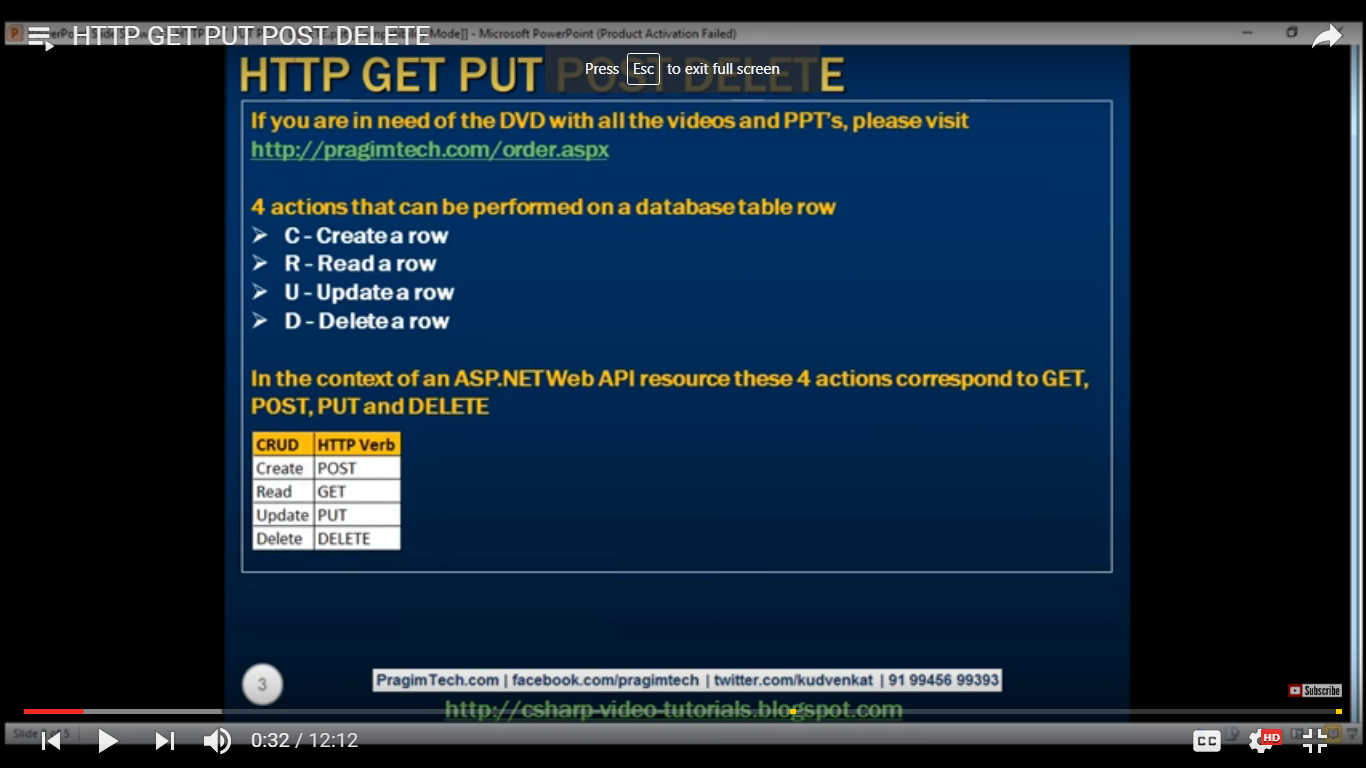 HTTP GET PUT POST DELETE
Mode]] - Microsoft PowerPoint (Product Activation Failed)
Press Esc to exit full screen
HTTP GET PUT POST DELETE
If you are in need of the DVD with all the videos and PPT's, please visit
http://pragimtech.com/order.aspx
4 actions that can be performed on a database table row
➢ C - Create a row
➢ R - Read a row
➢ U - Update a row
➢ D - Delete a row
In the context of an ASP.NET Web API resource these 4 actions correspond to GET,
POST, PUT and DELETE
CRUD HTTP Verb
Create POST
Read GET
Update PUT
Delete DELETE
3
PragimTech.com | facebook.com/pragimtech | twitter.com/kudvenkat | 91 99456 99393
Subscribe
http://csharp-video-tutorials.blogspot.com
Slide 5
0:32 / 12:12
CC
HD